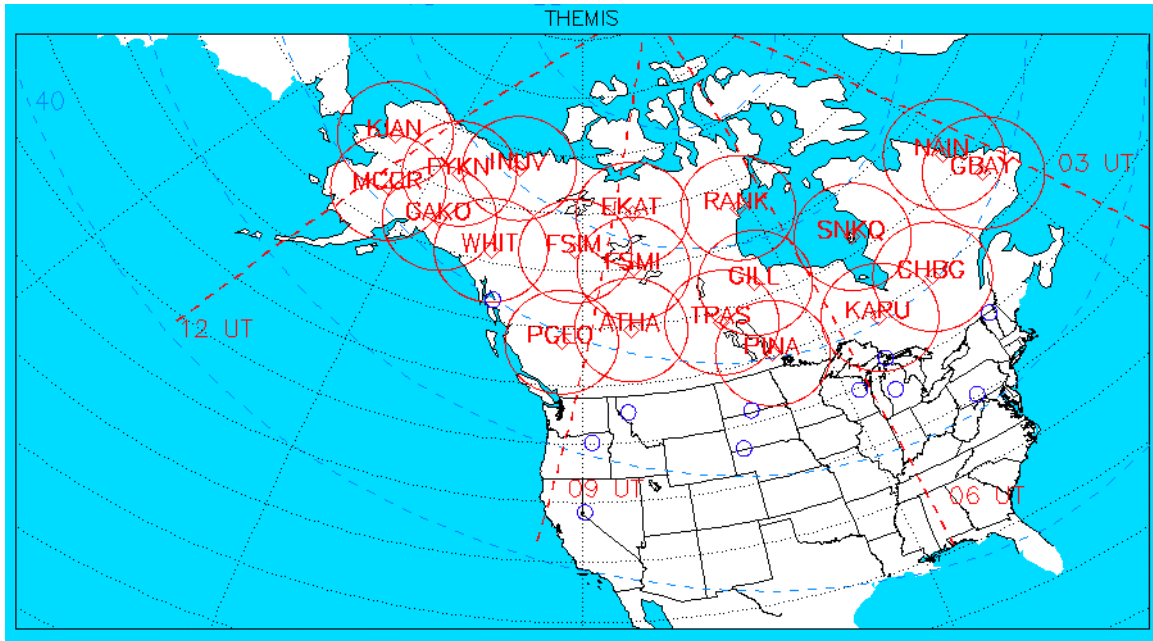 THEMIS
40
KIAN
MCGR
FYKN
INUV
GAKO
WHIT
FSIM
EKAT
FSMI
RANK
SNKQ
NAIN
GBAY
03 UT
CHBG
GILL
KAPU
TPAS
PINA
ATHA
PGEO
12 UT
09 UT
06 UT